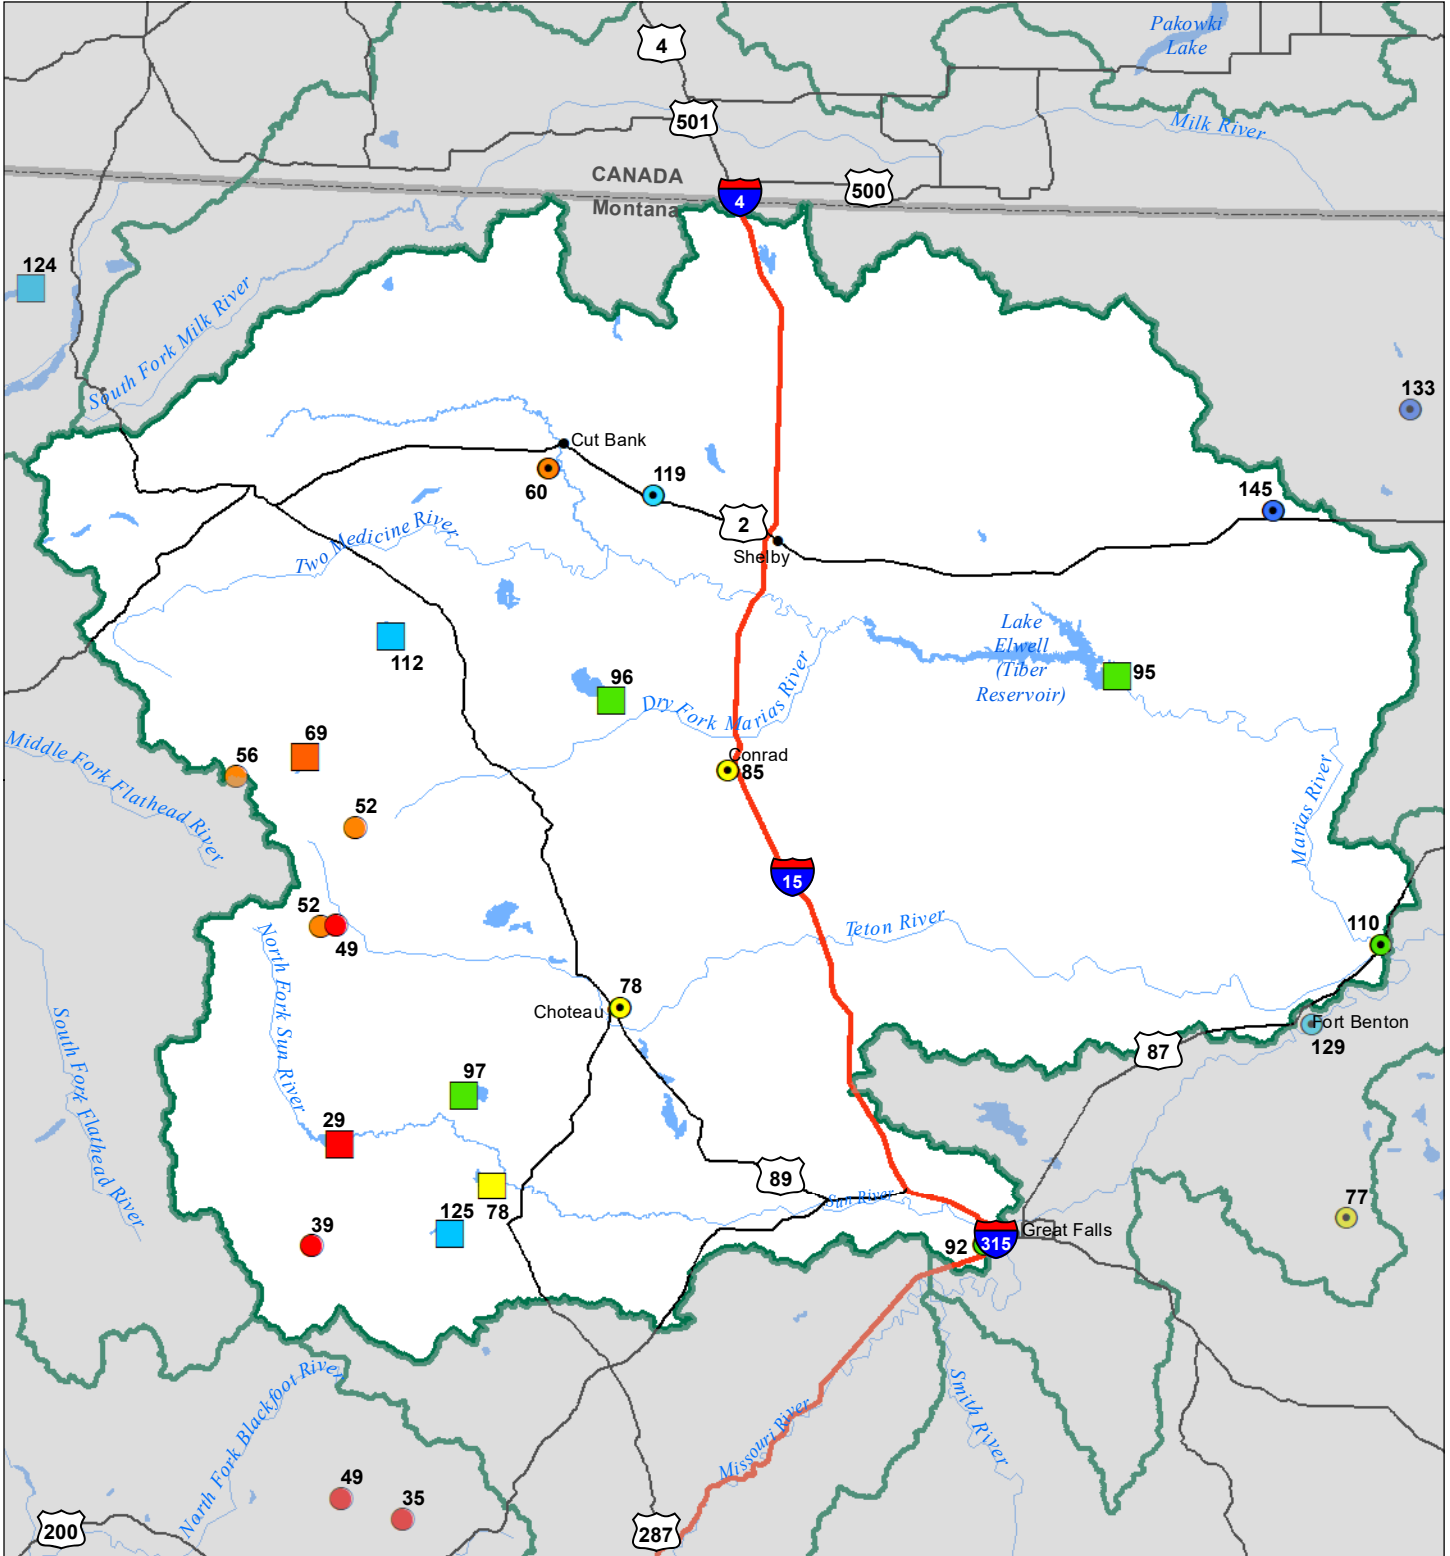 Pakowki
Lake
4
501
Milk River
CANADA
500
4
Montana
124
South Fork Milk River
133
Cut Bank
60
119
145
2
Shelby
Two Medicine River
112
Lake
Elwell
(Tiber
Reservoir)
95
96
Dry Fork Marias River
Middle Fork Flathead River
56
69
Conrad
85
52
Marias River
15
52
49
110
Teton River
North Fork Sun River
78
Choteau
Fort Benton
129
87
South Fork Flathead River
97
29
89
78
125
Sun River
77
39
92
315
Great Falls
North Fork Blackfoot River
Smith River
Missouri River
49
35
200
287